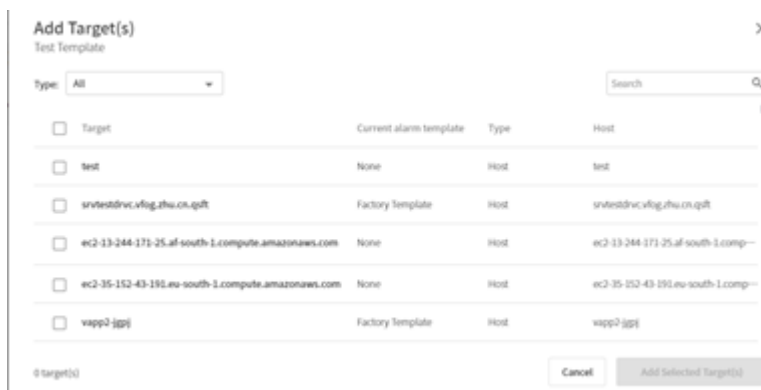 Add Target(s)
Test Template
Type: All Search
Target Current alarm template Type Host
test None Host test
srvtestdrvc.vfog.zhu.cn.qsft Factory Template Host srvtestdrvc.vfog.zhu.cn.qsft
ec2-13-244-171-25.af-south-1.compute.amazonaws.com None Host ec2-13-244-171-25.af-south-1.comp...
ec2-35-152-43-191.eu-south-1.compute.amazonaws.com None Host ec2-35-152-43-191.eu-south-1.comp...
vapp2-jgpj Factory Template Host vapp2-jgpj
0 target(s) Cancel Add Selected Target(s)